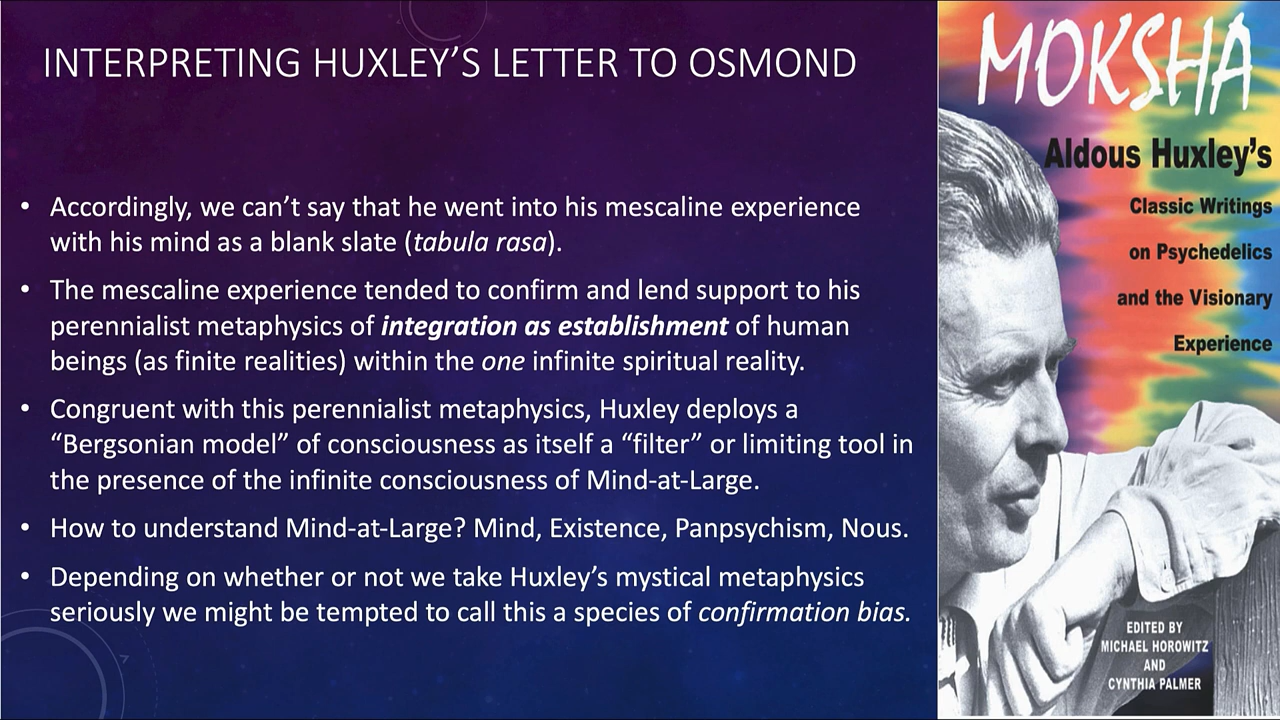 INTERPRETING HUXLEY’S LETTER TO OSMOND
• Accordingly, we can’t say that he went into his mescaline experience
with his mind as a blank slate (tabula rasa).
• The mescaline experience tended to confirm and lend support to his
perennialist metaphysics of integration as establishment of human
beings (as finite realities) within the one infinite spiritual reality.
• Congruent with this perennialist metaphysics, Huxley deploys a
“Bergsonian model” of consciousness as itself a “filter” or limiting tool in
the presence of the infinite consciousness of Mind-at-Large.
• How to understand Mind-at-Large? Mind, Existence, Panpsychism, Nous.
• Depending on whether or not we take Huxley’s mystical metaphysics
seriously we might be tempted to call this a species of confirmation bias.
MOKSHA
Aldous Huxley’s
Classic Writings
on Psychedelics
and the Visionary
Experience
EDITED BY
MICHAEL HOROWITZ
AND
CYNTHIA PALMER